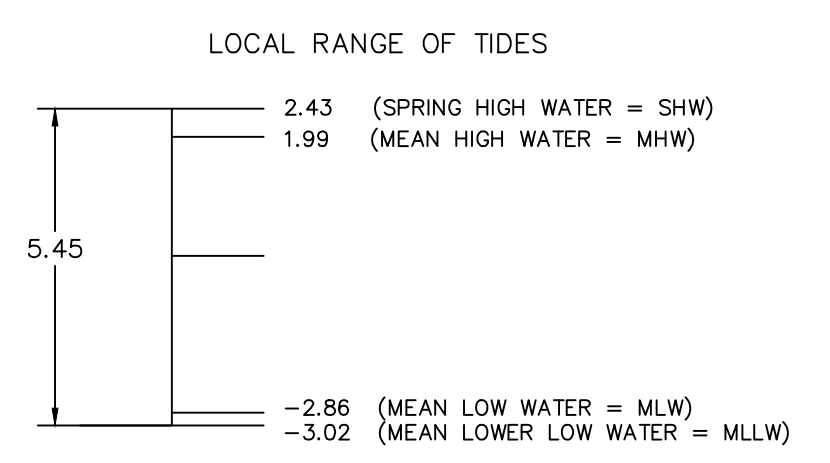 LOCAL RANGE OF TIDES
2.43 (SPRING HIGH WATER = SHW)
1.99 (MEAN HIGH WATER = MHW)
5.45
-2.86 (MEAN LOW WATER = MLW)
-3.02 (MEAN LOWER LOW WATER = MLLW)